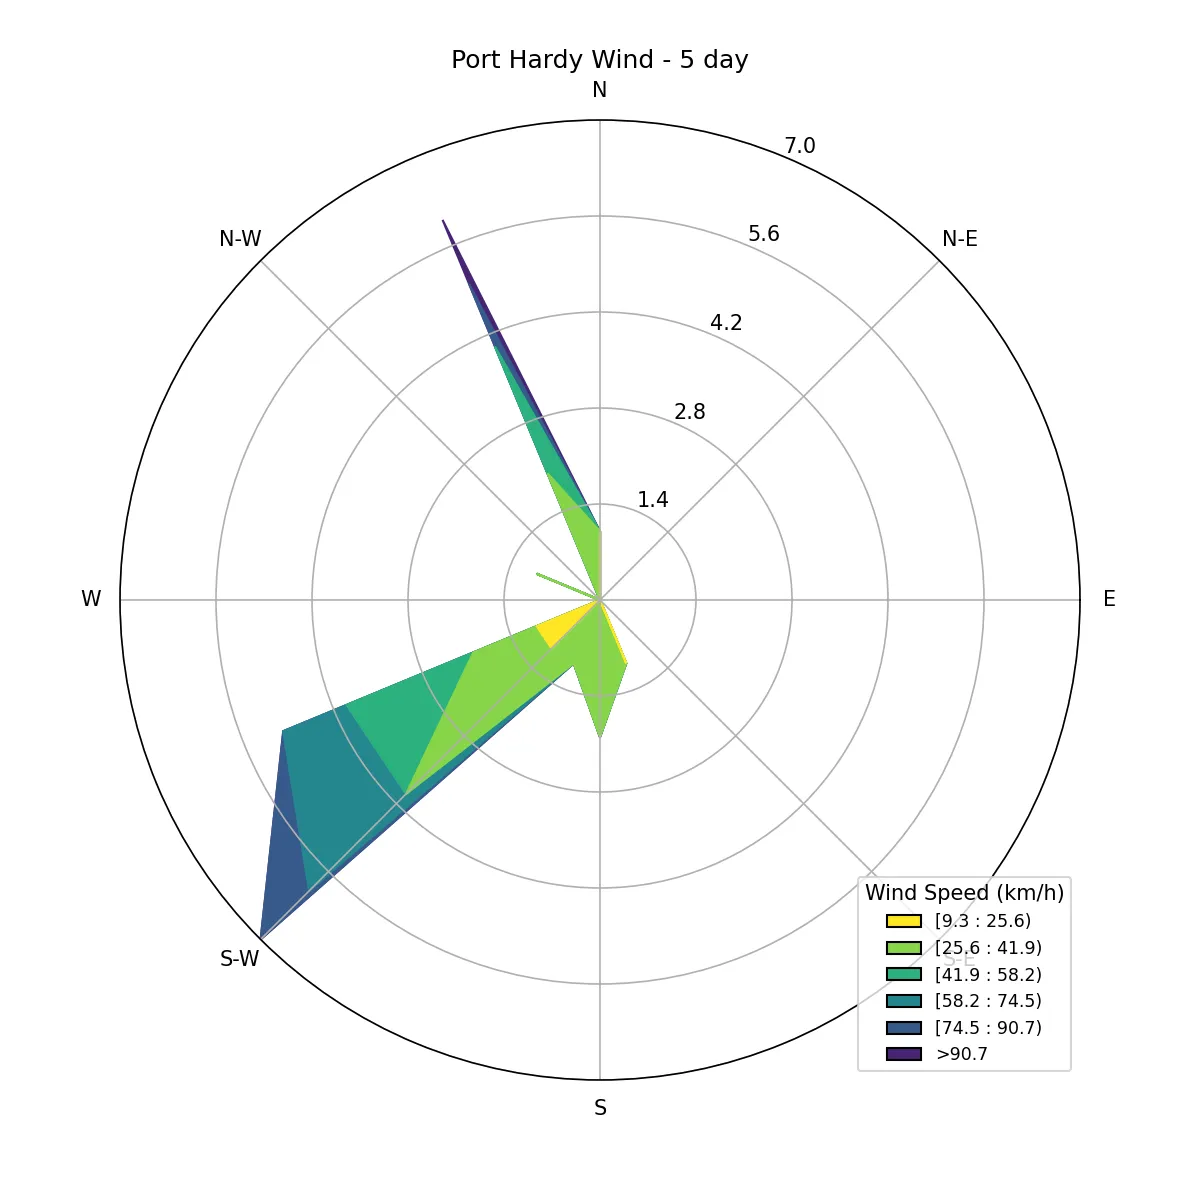 Port Hardy Wind - 5 day
N
7.0
N-W
N-E
5.6
4.2
2.8
1.4
W
E
S-W
S-E
Wind Speed (km/h)
[9.3 : 25.6)
[25.6 : 41.9)
[41.9 : 58.2)
[58.2 : 74.5)
[74.5 : 90.7)
>90.7
S